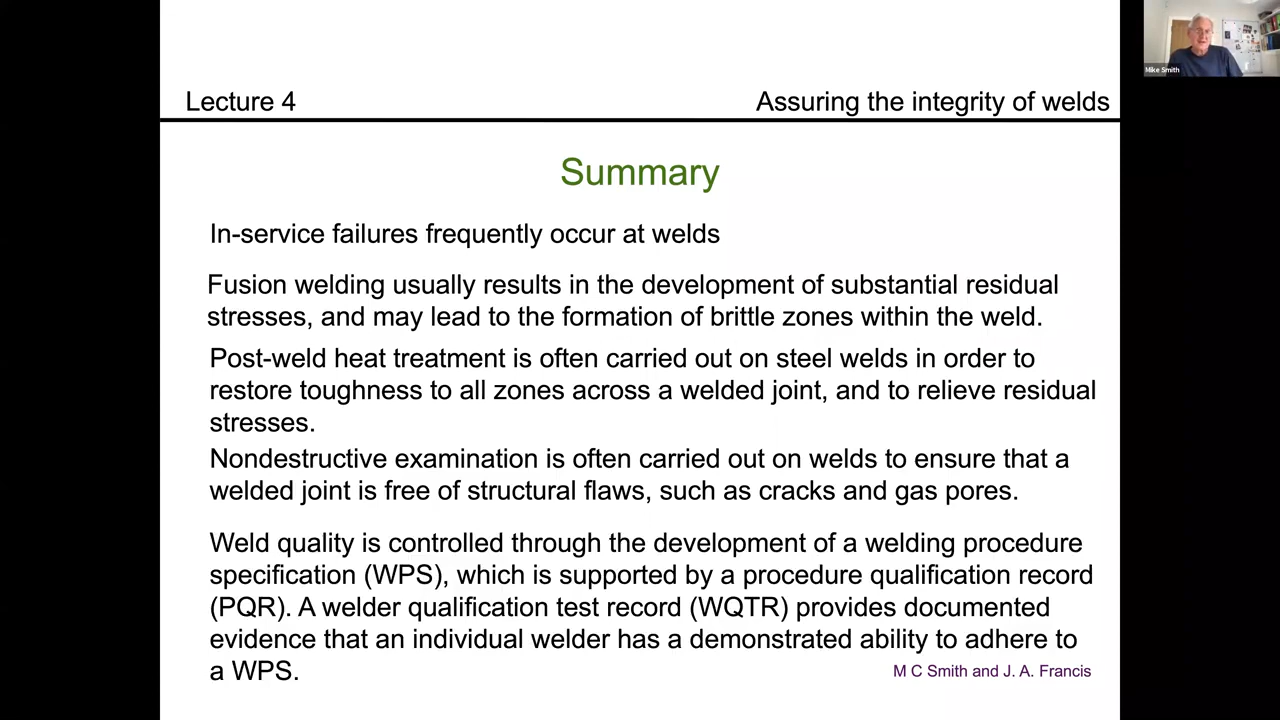 Lecture 4
Assuring the integrity of welds
Mike Smith
Summary
In-service failures frequently occur at welds
Fusion welding usually results in the development of substantial residual
stresses, and may lead to the formation of brittle zones within the weld.
Post-weld heat treatment is often carried out on steel welds in order to
restore toughness to all zones across a welded joint, and to relieve residual
stresses.
Nondestructive examination is often carried out on welds to ensure that a
welded joint is free of structural flaws, such as cracks and gas pores.
Weld quality is controlled through the development of a welding procedure
specification (WPS), which is supported by a procedure qualification record
(PQR). A welder qualification test record (WQTR) provides documented
evidence that an individual welder has a demonstrated ability to adhere to
a WPS.
M C Smith and J. A. Francis